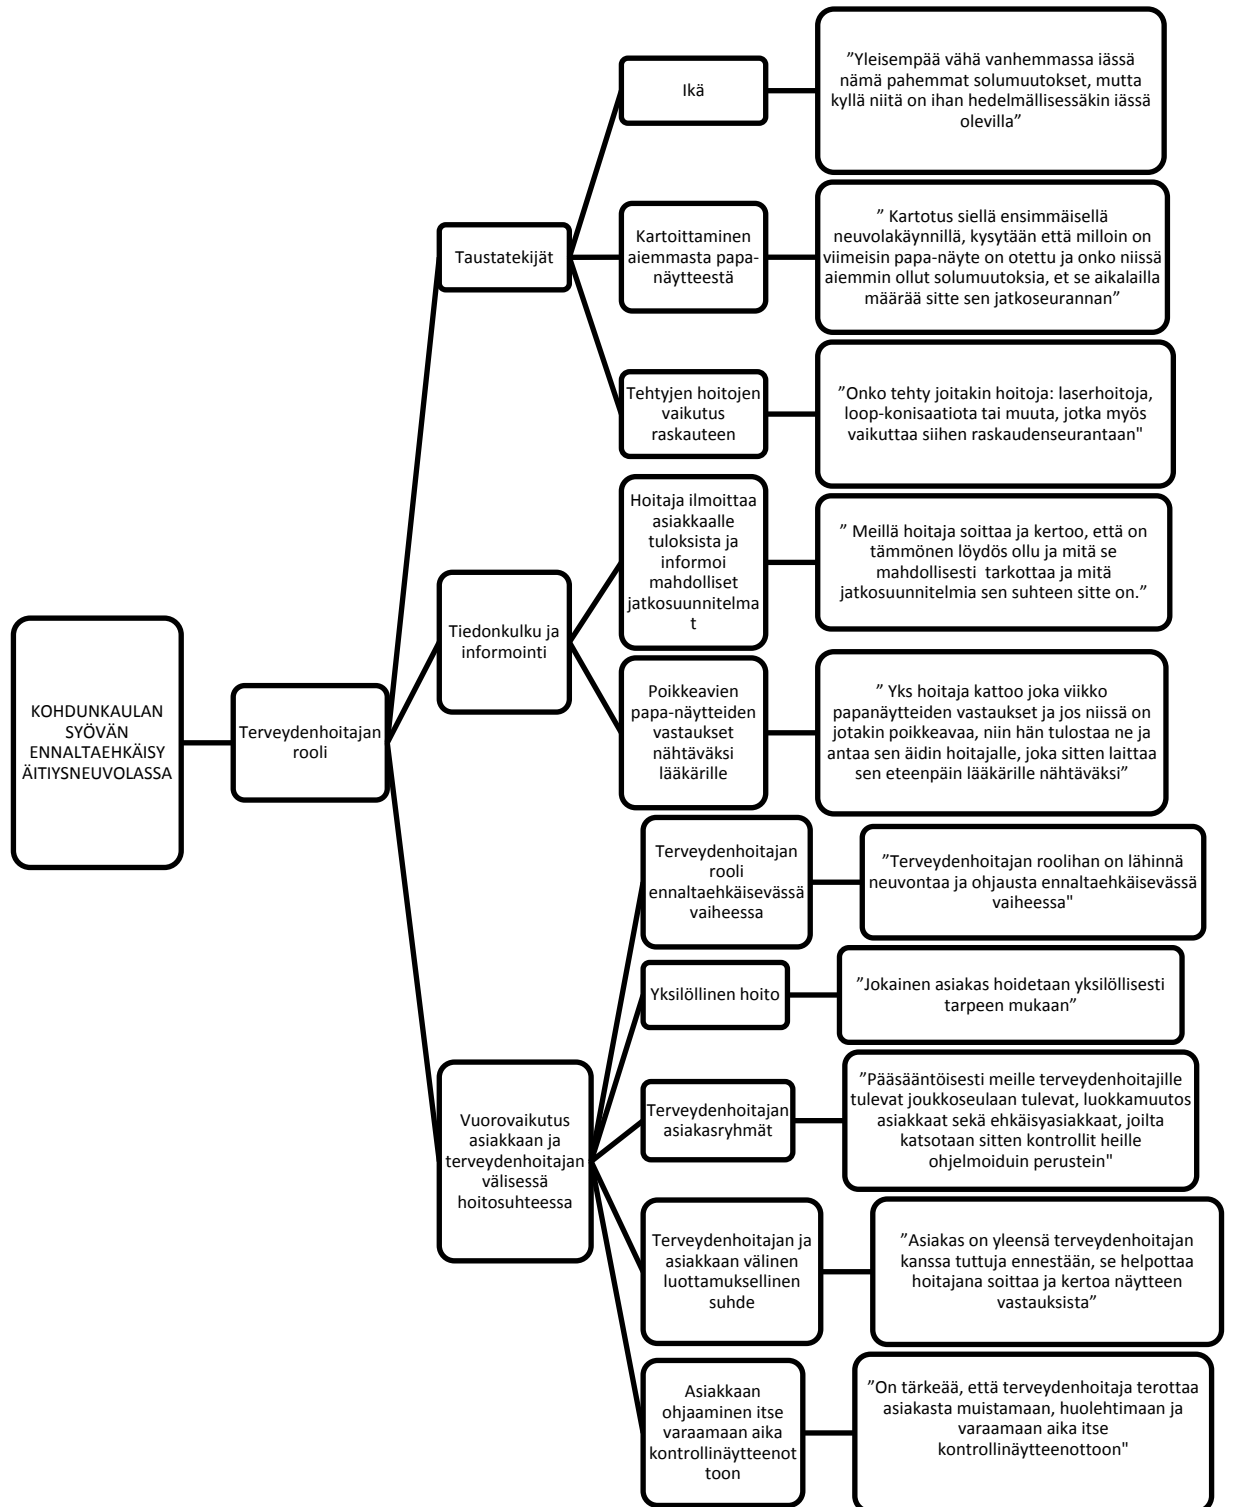 KOHDUNKAULAN
SYÖVÄN
ENNALTAEHKÄISY
ÄITIYSNEUVOLASSA
Terveydenhoitajan
rooli
Taustatekijät
Ikä
”Yleisempää vähä vanhemmassa iässä
nämä pahemmat solumuutokset, mutta
kyllä niitä on ihan hedelmällisessäkin iässä
olevilla”
Kartoittaminen
aiemmasta papa-
näytteestä
” Kartotus siellä ensimmäisellä
neuvolakäynnillä, kysytään että milloin on
viimeisin papa-näyte on otettu ja onko niissä
aiemmin ollut solumuutoksia, et se aikalailla
määrää sitte sen jatkoseurannan”
Tehtyjen hoitojen
vaikutus
raskauteen
”Onko tehty joitakin hoitoja: laserhoitoja,
loop-konisaatiota tai muuta, jotka myös
vaikuttaa siihen raskaudenseurantaan"
Tiedonkulku ja
informointi
Hoitaja ilmoittaa
asiakkaalle
tuloksista ja
informoi
mahdolliset
jatkosuunnitelma
t
” Meillä hoitaja soittaa ja kertoo, että on
tämmönen löydös ollu ja mitä se
mahdollisesti  tarkottaa ja mitä
jatkosuunnitelmia sen suhteen sitte on.”
Poikkeavien
papa-näytteiden
vastaukset
nähtäväksi
lääkärille
” Yks hoitaja kattoo joka viikko
papanäytteiden vastaukset ja jos niissä on
jotakin poikkeavaa, niin hän tulostaa ne ja
antaa sen äidin hoitajalle, joka sitten laittaa
sen eteenpäin lääkärille nähtäväksi”
Vuorovaikutus
asiakkaan ja
terveydenhoitajan
välisessä
hoitosuhteessa
Terveydenhoitajan
rooli
ennaltaehkäisevässä
vaiheessa
”Terveydenhoitajan roolihan on lähinnä
neuvontaa ja ohjausta ennaltaehkäisevässä
vaiheessa"
Yksilöllinen hoito
”Jokainen asiakas hoidetaan yksilöllisesti
tarpeen mukaan”
Terveydenhoitajan
asiakasryhmät
”Pääsääntöisesti meille terveydenhoitajille
tulevat joukkoseulaan tulevat, luokkamuutos
asiakkaat sekä ehkäisyasiakkaat, joilta
katsotaan sitten kontrollit heille
ohjelmoiduin perustein"
Terveydenhoitajan ja
asiakkaan välinen
luottamuksellinen
suhde
”Asiakas on yleensä terveydenhoitajan
kanssa tuttuja ennestään, se helpottaa
hoitajana soittaa ja kertoa näytteen
vastauksista”
Asiakkaan
ohjaaminen itse
varaamaan aika
kontrollinäytteenot
toon
”On tärkeää, että terveydenhoitaja terottaa
asiakasta muistamaan, huolehtimaan ja
varaamaan aika itse
kontrollinäytteenottoon"